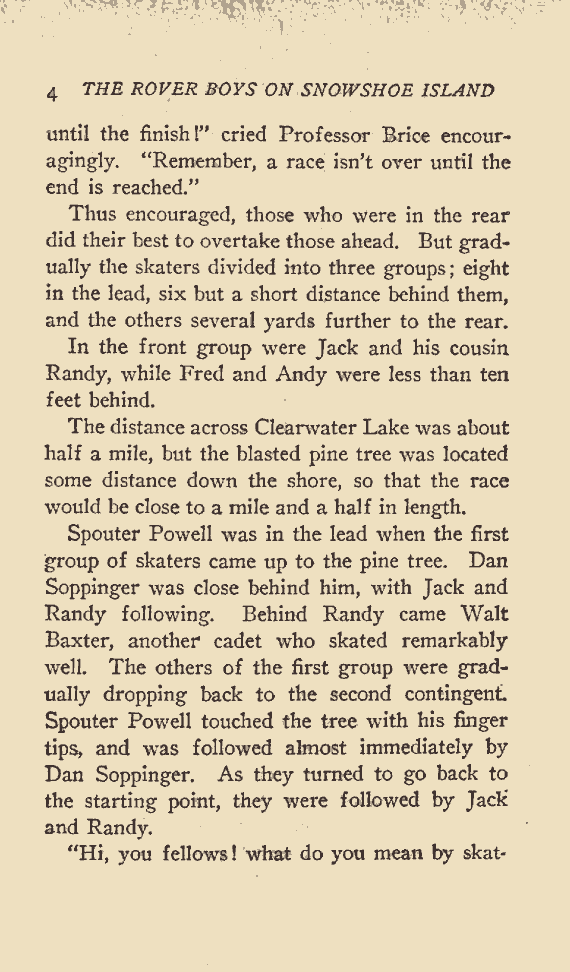 4 THE ROVER BOYS ON SNOWSHOE ISLAND
until the finish!” cried Professor Brice encour-
agingly. “Remember, a race isn’t over until the
end is reached.”
Thus encouraged, those who were in the rear
did their best to overtake those ahead. But grad-
ually the skaters divided into three groups; eight
in the lead, six but a short distance behind them,
and the others several yards further to the rear.
In the front group were Jack and his cousin
Randy, while Fred and Andy were less than ten
feet behind.
The distance across Clearwater Lake was about
half a mile, but the blasted pine tree was located
some distance down the shore, so that the race
would be close to a mile and a half in length.
Spouter Powell was in the lead when the first
group of skaters came up to the pine tree. Dan
Soppinger was close behind him, with Jack and
Randy following. Behind Randy came Walt
Baxter, another cadet who skated remarkably
well. The others of the first group were grad-
ually dropping back to the second contingent.
Spouter Powell touched the tree with his finger
tips, and was followed almost immediately by
Dan Soppinger. As they turned to go back to
the starting point, they were followed by Jack
and Randy.
“Hi, you fellows! what do you mean by skat-